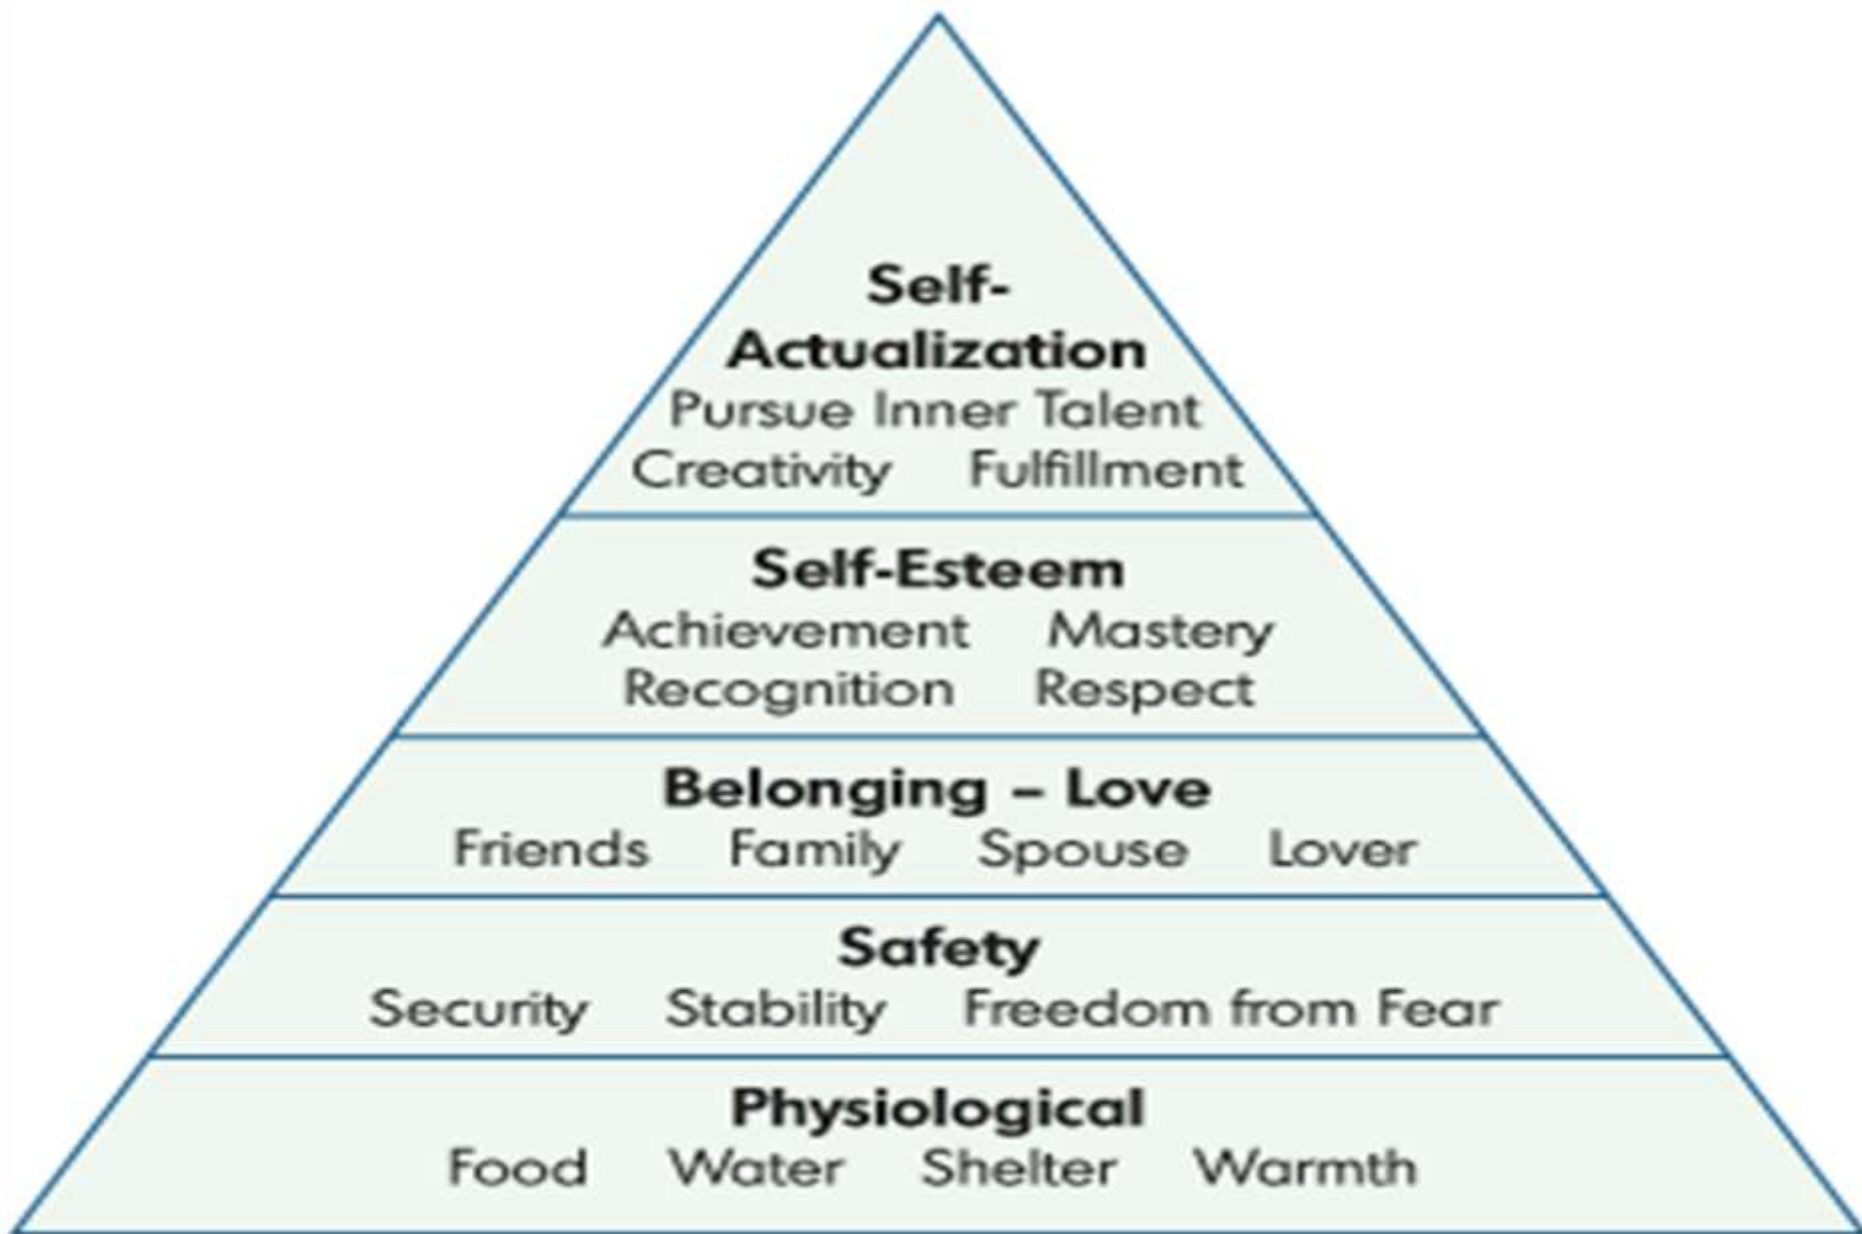 Self-
Actualization
Pursue Inner Talent
Creativity Fulfillment
Self-Esteem
Achievement Mastery
Recognition Respect
Belonging – Love
Friends Family Spouse Lover
Safety
Security Stability Freedom from Fear
Physiological
Food Water Shelter Warmth